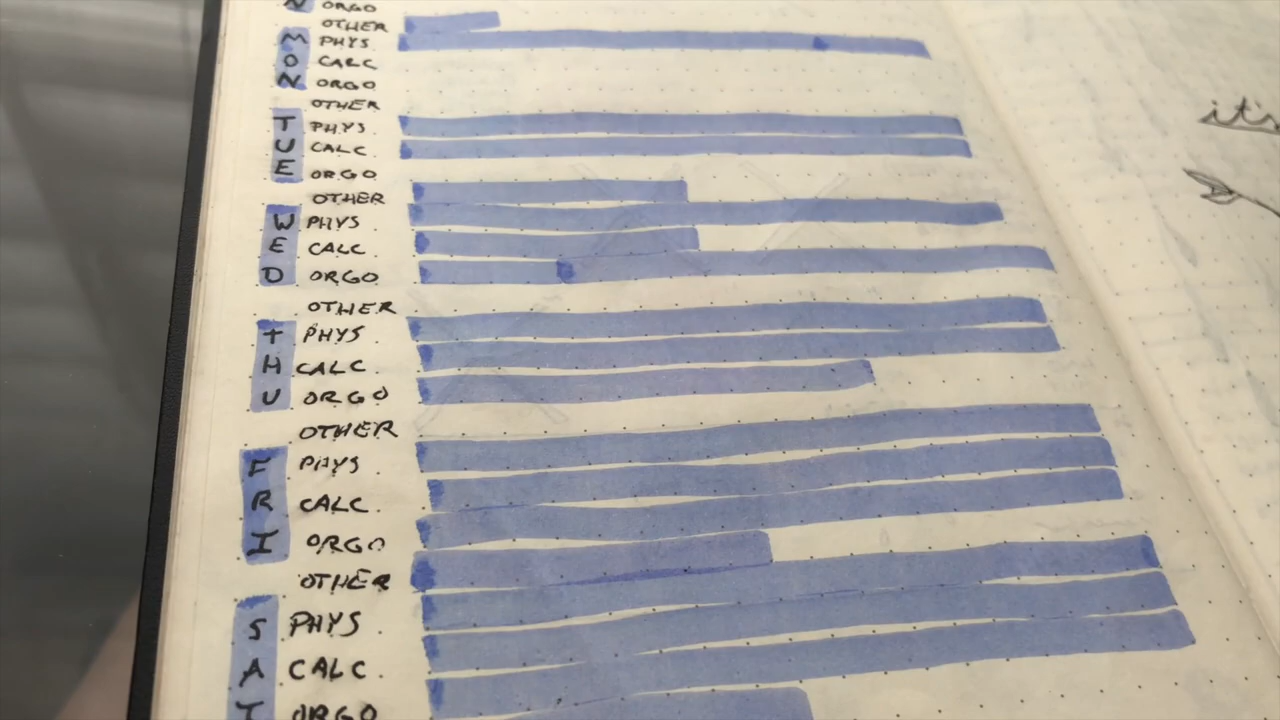 N ORGO
OTHER
M PHYS
O CALC
N ORGO
OTHER
T PHYS
U CALC
E ORGO
OTHER
W PHYS
E CALC
D ORGO
OTHER
T PHYS
H CALC
U ORGO
OTHER
F PHYS
R CALC
I ORGO
OTHER
S PHYS
A CALC
T ORGO
it's